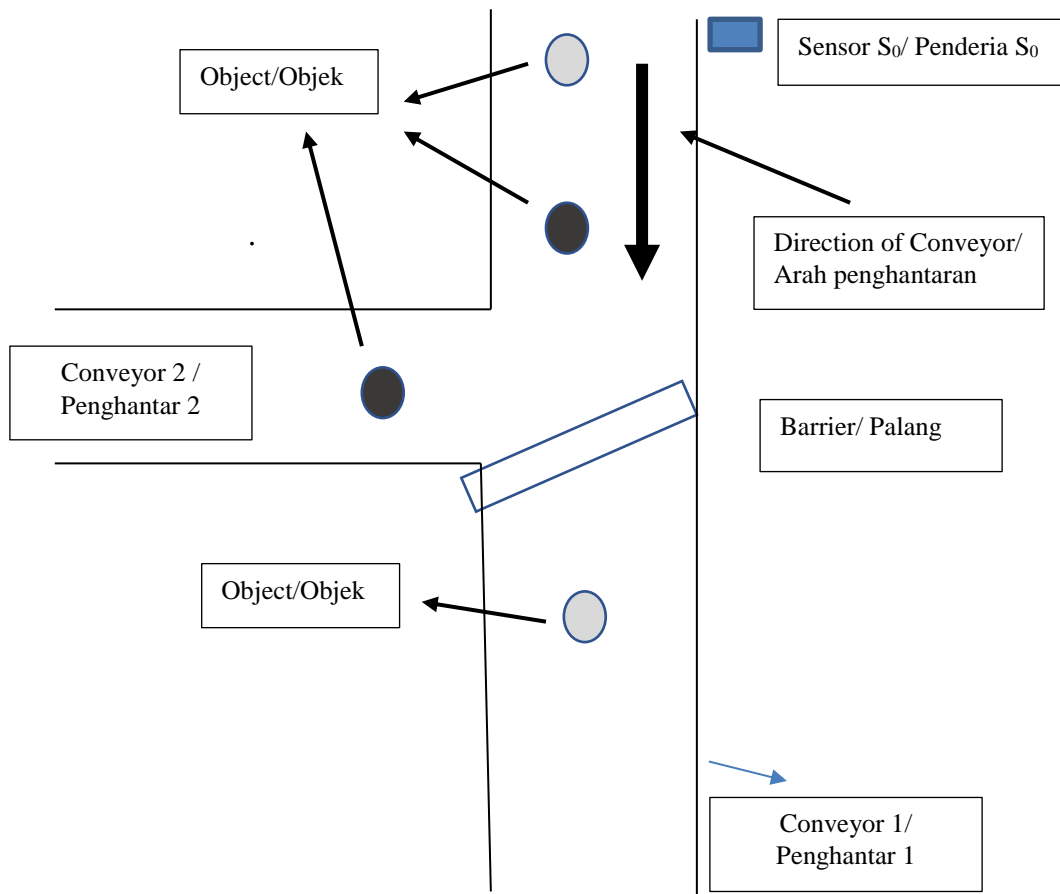 Sensor S₀/ Penderia S₀
Object/Objek
Direction of Conveyor/
Arah penghantaran
Conveyor 2 /
Penghantar 2
Barrier/ Palang
Object/Objek
Conveyor 1/
Penghantar 1